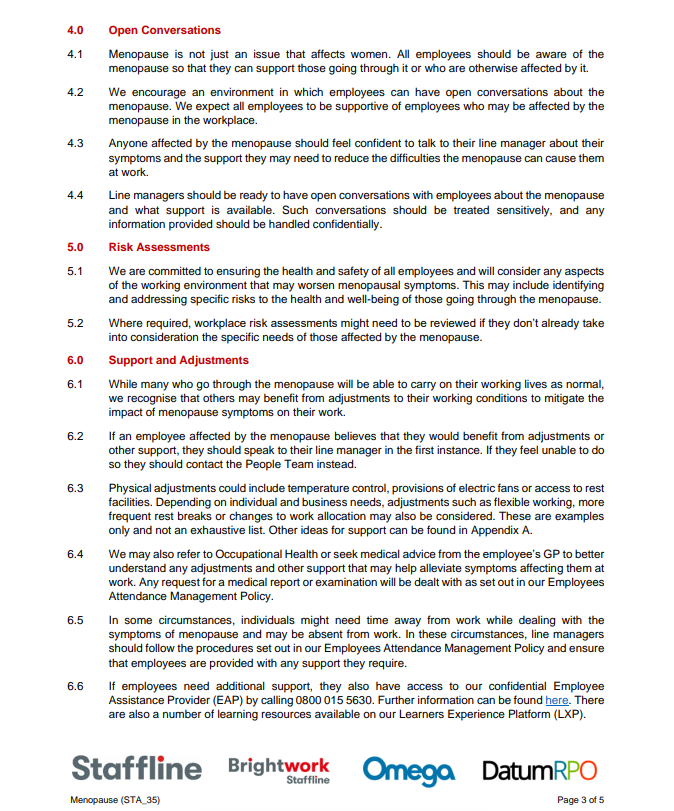 4.0 Open Conversations
4.1 Menopause is not just an issue that affects women. All employees should be aware of the
menopause so that they can support those going through it or who are otherwise affected by it.
4.2 We encourage an environment in which employees can have open conversations about the
menopause. We expect all employees to be supportive of employees who may be affected by the
menopause in the workplace.
4.3 Anyone affected by the menopause should feel confident to talk to their line manager about their
symptoms and the support they may need to reduce the difficulties the menopause can cause them
at work.
4.4 Line managers should be ready to have open conversations with employees about the menopause
and what support is available. Such conversations should be treated sensitively, and any
information provided should be handled confidentially.
5.0 Risk Assessments
5.1 We are committed to ensuring the health and safety of all employees and will consider any aspects
of the working environment that may worsen menopausal symptoms. This may include identifying
and addressing specific risks to the health and well-being of those going through the menopause.
5.2 Where required, workplace risk assessments might need to be reviewed if they don’t already take
into consideration the specific needs of those affected by the menopause.
6.0 Support and Adjustments
6.1 While many who go through the menopause will be able to carry on their working lives as normal,
we recognise that others may benefit from adjustments to their working conditions to mitigate the
impact of menopause symptoms on their work.
6.2 If an employee affected by the menopause believes that they would benefit from adjustments or
other support, they should speak to their line manager in the first instance. If they feel unable to do
so they should contact the People Team instead.
6.3 Physical adjustments could include temperature control, provisions of electric fans or access to rest
facilities. Depending on individual and business needs, adjustments such as flexible working, more
frequent rest breaks or changes to work allocation may also be considered. These are examples
only and not an exhaustive list. Other ideas for support can be found in Appendix A.
6.4 We may also refer to Occupational Health or seek medical advice from the employee’s GP to better
understand any adjustments and other support that may help alleviate symptoms affecting them at
work. Any request for a medical report or examination will be dealt with as set out in our Employees
Attendance Management Policy.
6.5 In some circumstances, individuals might need time away from work while dealing with the
symptoms of menopause and may be absent from work. In these circumstances, line managers
should follow the procedures set out in our Employees Attendance Management Policy and ensure
that employees are provided with any support they require.
6.6 If employees need additional support, they also have access to our confidential Employee
Assistance Provider (EAP) by calling 0800 015 5630. Further information can be found here. There
are also a number of learning resources available on our Learners Experience Platform (LXP).
Staffline
Brightwork
Staffline
Omega
DatumRPO
Menopause (STA_35)
Page 3 of 5